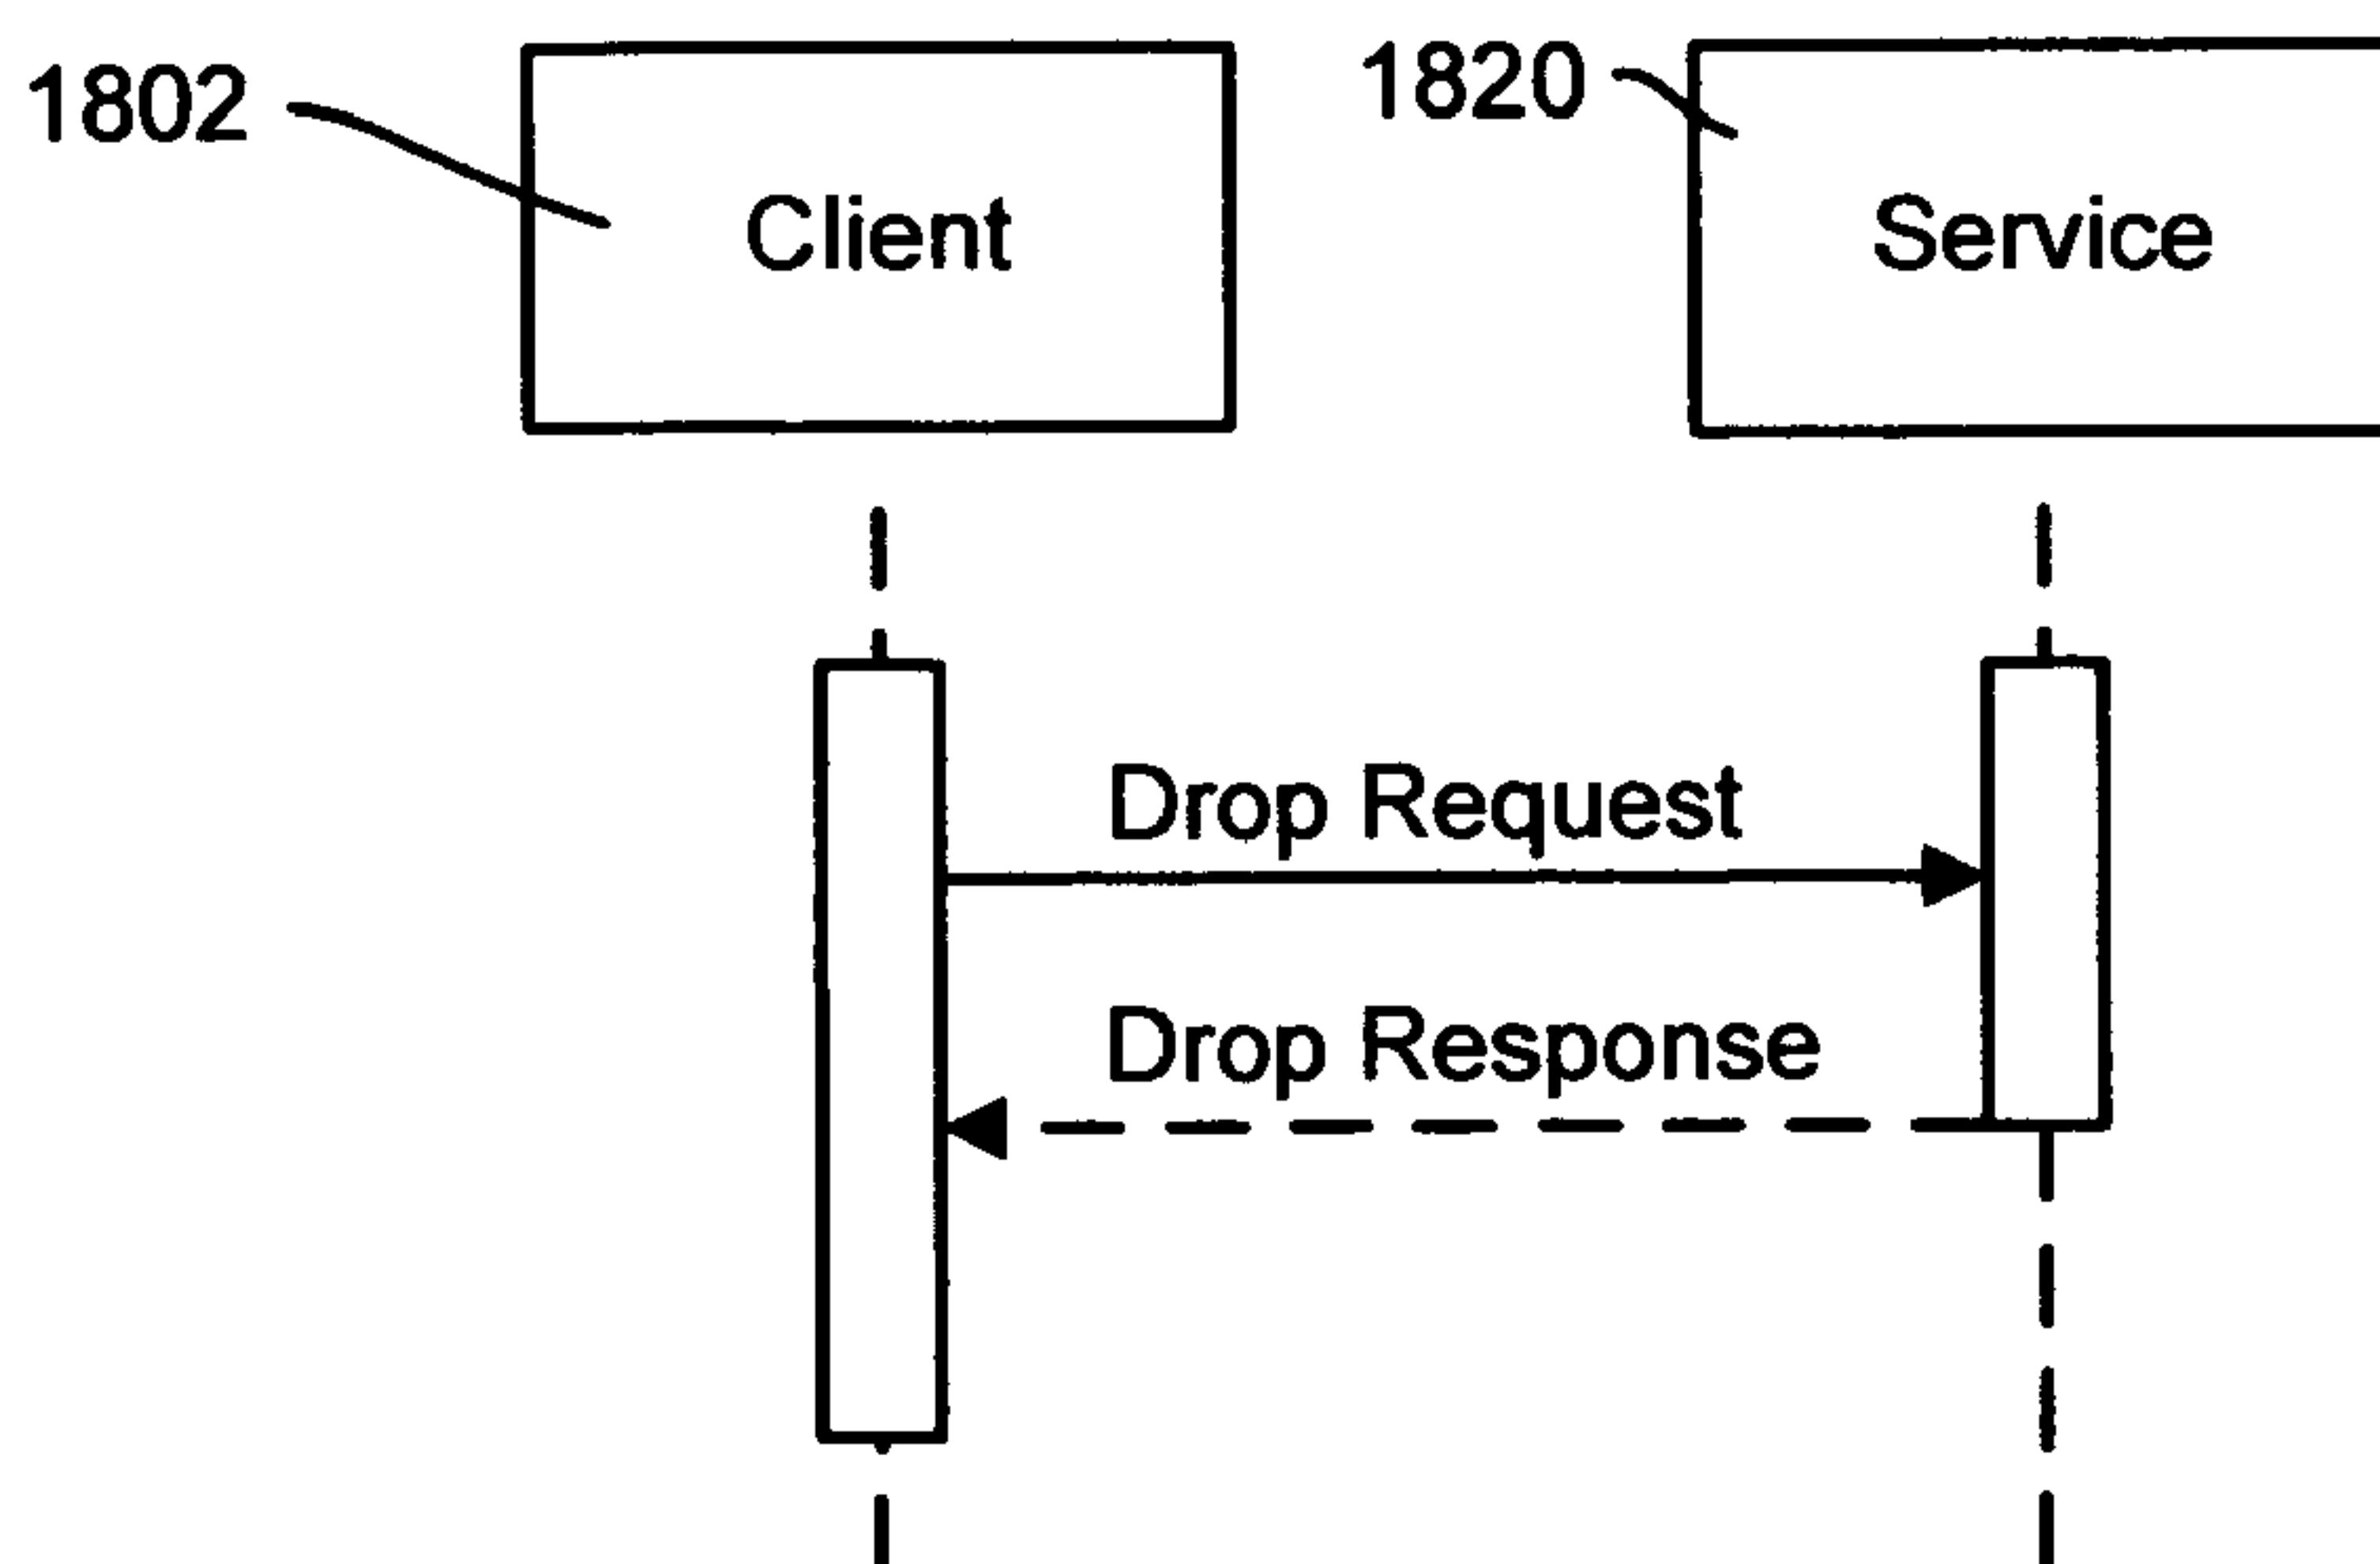 1802
1820
Client
Service
Drop Request
Drop Response